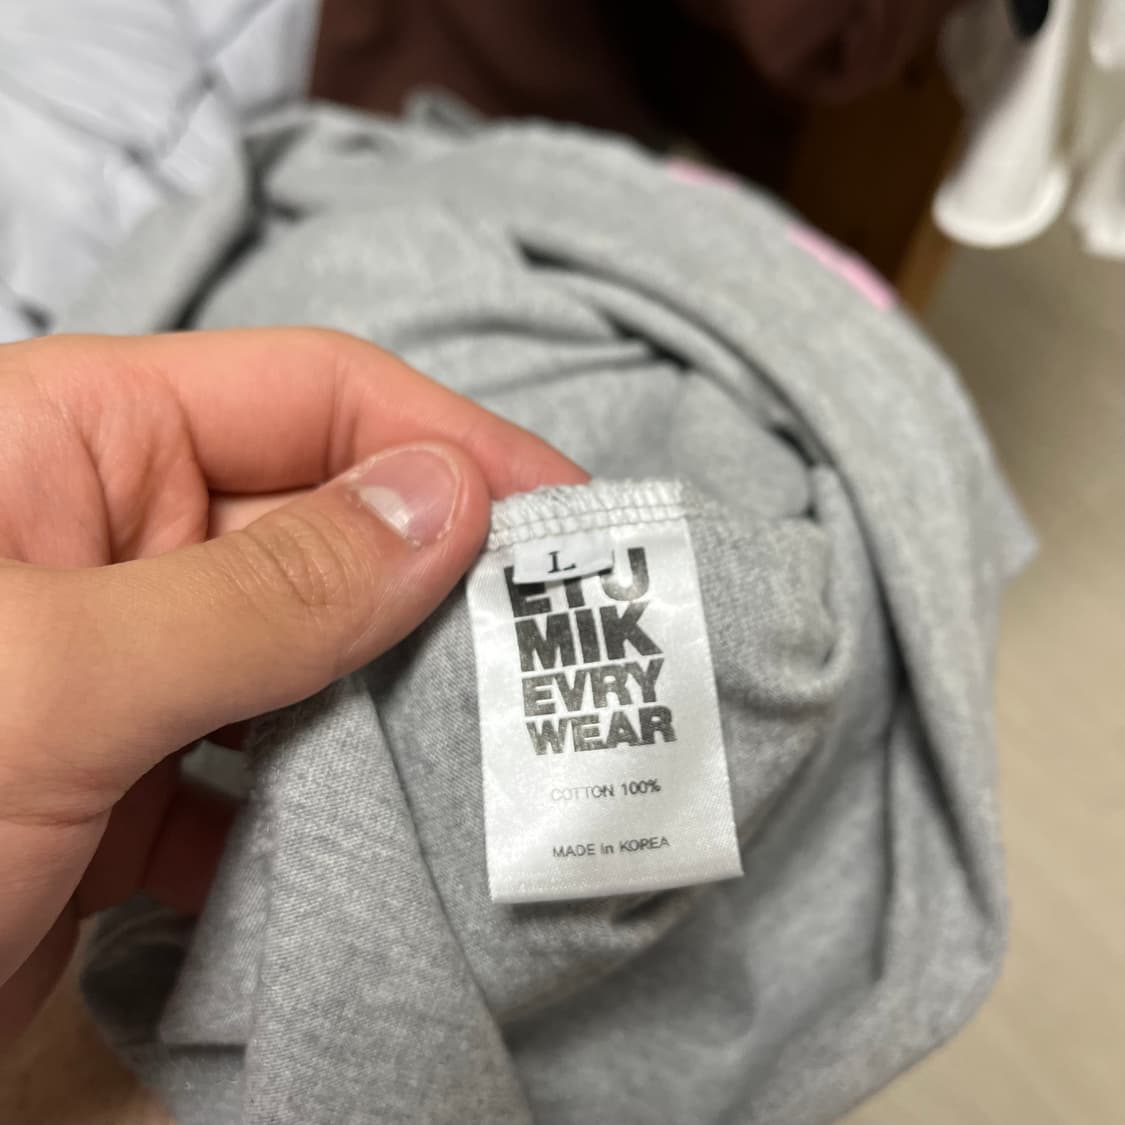 L
MIK
EVRY
WEAR
COTTON 100%
MADE in KOREA